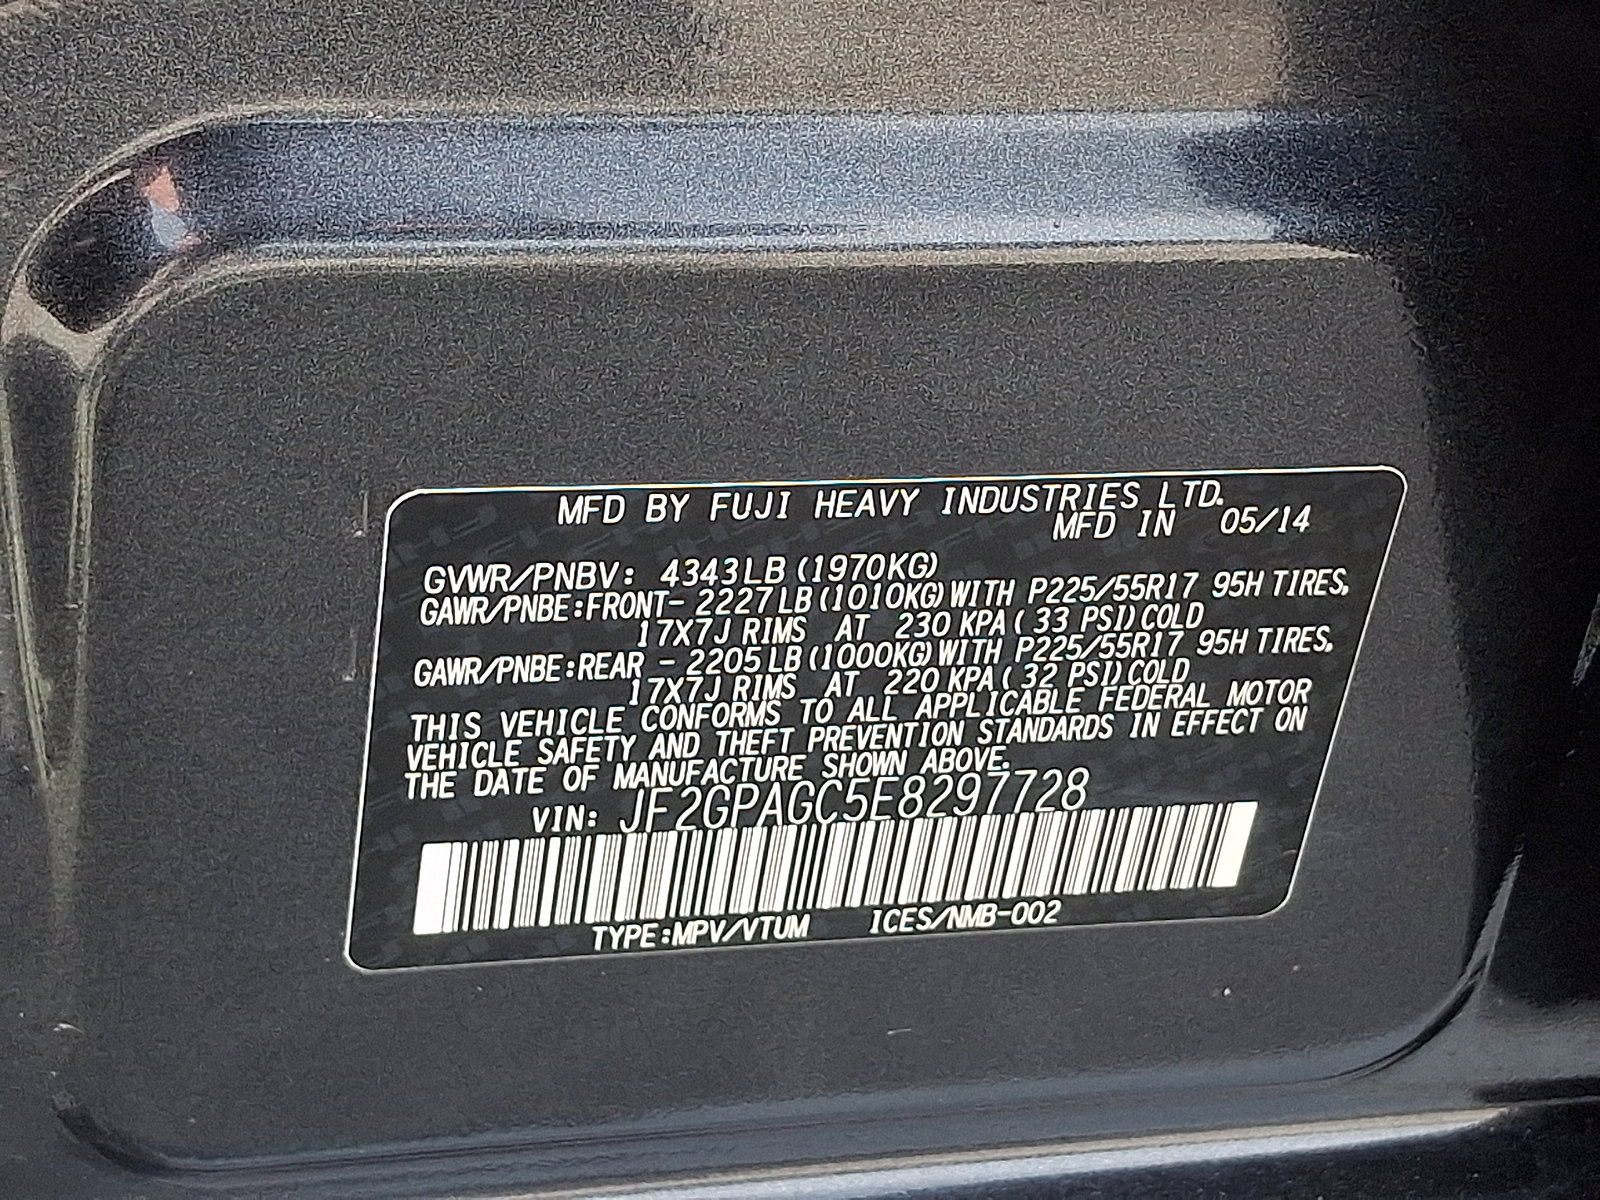 MFD BY FUJI HEAVY INDUSTRIES LTD.
MFD IN 05/14
GVWR/PNBV: 4343LB (1970KG)
GAWR/PNBE:FRONT- 2227LB (1010KG) WITH P225/55R17 95H TIRES,
17X7J RIMS AT 230 KPA ( 33 PSI) COLD
GAWR/PNBE:REAR - 2205LB (1000KG) WITH P225/55R17 95H TIRES,
17X7J RIMS AT 220 KPA ( 32 PSI) COLD
THIS VEHICLE CONFORMS TO ALL APPLICABLE FEDERAL MOTOR
VEHICLE SAFETY AND THEFT PREVENTION STANDARDS IN EFFECT ON
THE DATE OF MANUFACTURE SHOWN ABOVE.
VIN: JF2GPAGC5E8297728
TYPE:MPV/VTUM ICES/NMB-002